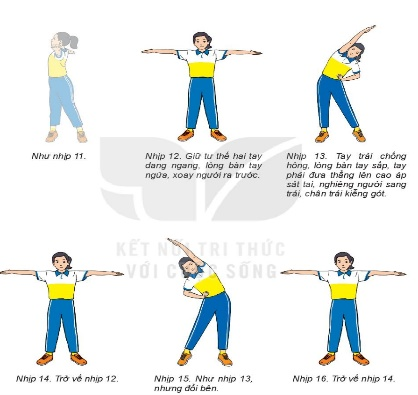 Như nhịp 11.
Nhịp 12. Giữ tư thế hai tay
dang ngang, lòng bàn tay
ngửa, xoay người ra trước.
Nhịp 13. Tay trái chống
hông, lòng bàn tay sấp, tay
phải đưa thẳng lên cao áp
sát tai, nghiêng người sang
trái, chân trái kiễng gót.
KẾT NỐI TRI THỨC
VỚI CUỘC SỐNG
Nhịp 14. Trở về nhịp 12.
Nhịp 15. Như nhịp 13,
nhưng đổi bên.
Nhịp 16. Trở về nhịp 14.